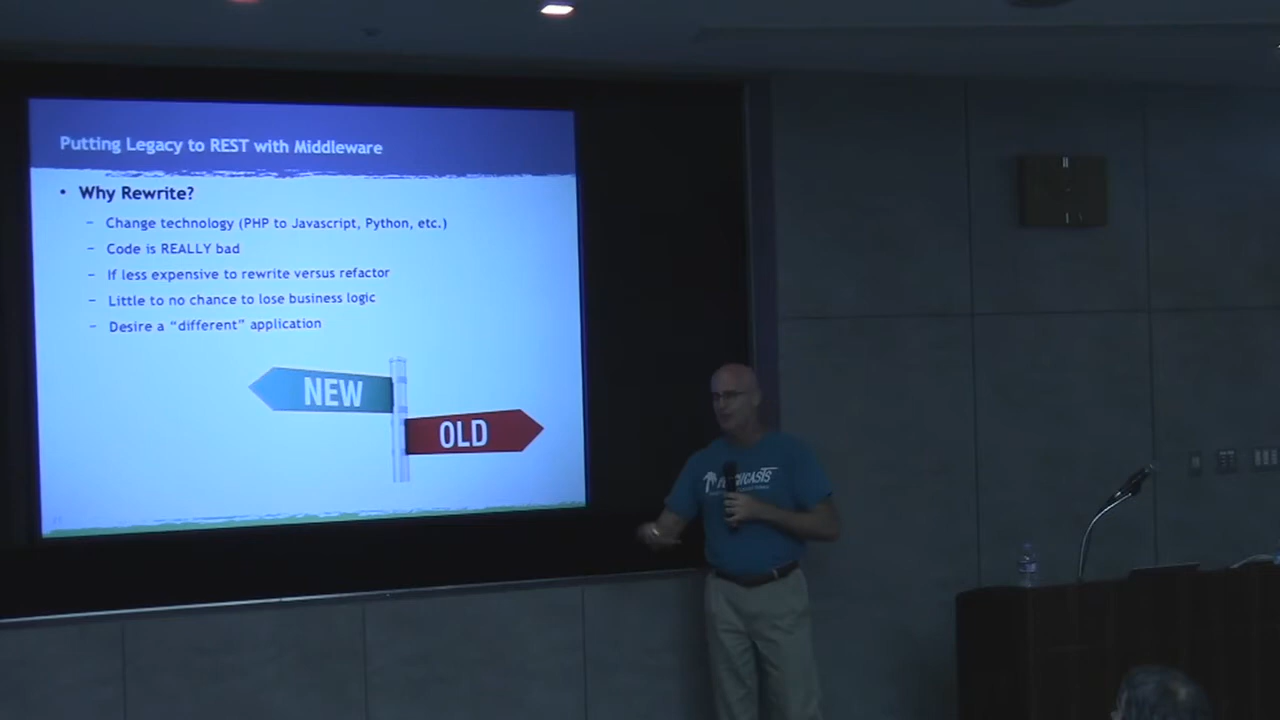 Putting Legacy to REST with Middleware
• Why Rewrite?
– Change technology (PHP to Javascript, Python, etc.)
– Code is REALLY bad
– If less expensive to rewrite versus refactor
– Little to no chance to lose business logic
– Desire a “different” application
NEW
OLD